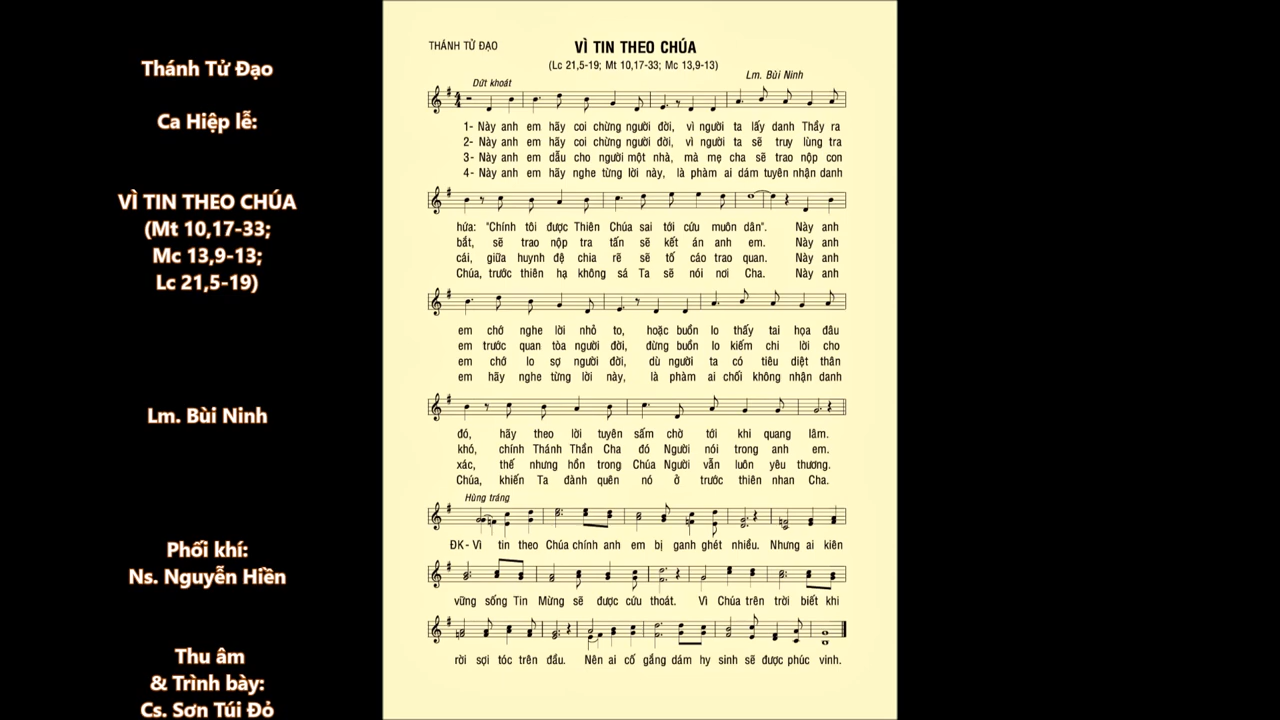 Thánh Tử Đạo
Ca Hiệp lễ:
VÌ TIN THEO CHÚA
(Mt 10,17-33;
Mc 13,9-13;
Lc 21,5-19)
Lm. Bùi Ninh
Phối khí:
Ns. Nguyễn Hiền
Thu âm
& Trình bày:
Cs. Sơn Túi Đỏ
THÁNH TỬ ĐẠO
VÌ TIN THEO CHÚA
(Lc 21,5-19; Mt 10,17-33; Mc 13,9-13)
Lm. Bùi Ninh
Dứt khoát
1- Này anh em hãy coi chừng người đời, vì người ta lấy danh Thầy ra
2- Này anh em hãy coi chừng người đời, vì người ta sẽ truy lùng tra
3- Này anh em dẫu cho người một nhà, mà mẹ cha sẽ trao nộp con
4- Này anh em hãy nghe từng lời này, là phàm ai dám tuyên nhận danh
hứa: "Chính tôi được Thiên Chúa sai tới cứu muôn dân". Này anh
bắt, sẽ trao nộp tra tấn sẽ kết án anh em. Này anh
cái, giữa huynh đệ chia rẽ sẽ tố cáo trao quan. Này anh
Chúa, trước thiên hạ không sá Ta sẽ nói nơi Cha. Này anh
em chớ nghe lời nhỏ to, hoặc buồn lo thấy tai họa đâu
em trước quan tòa người đời, đừng buồn lo kiếm chi lời cho
em chớ lo sợ người đời, dù người ta có tiêu diệt thân
em hãy nghe từng lời này, là phàm ai chối không nhận danh
đó, hãy theo lời tuyên sấm chờ tới khi quang lâm.
khó, chính Thánh Thần Cha đó Người nói trong anh em.
xác, thế nhưng hồn trong Chúa Người vẫn luôn yêu thương.
Chúa, khiến Ta đành quên nó ở trước thiên nhan Cha.
Hùng tráng
ĐK- Vì tin theo Chúa chính anh em bị ganh ghét nhiều. Nhưng ai kiên
vững sống Tin Mừng sẽ được cứu thoát. Vì Chúa trên trời biết khi
rời sợi tóc trên đầu. Nên ai cố gắng dám hy sinh sẽ được phúc vinh.